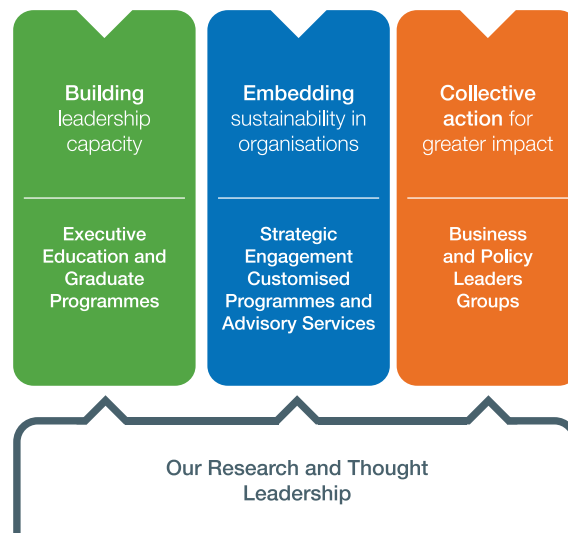 Building
leadership
capacity
Executive
Education and
Graduate
Programmes
Embedding
sustainability in
organisations
Strategic
Engagement
Customised
Programmes and
Advisory Services
Collective
action for
greater impact
Business
and Policy
Leaders
Groups
Our Research and Thought
Leadership